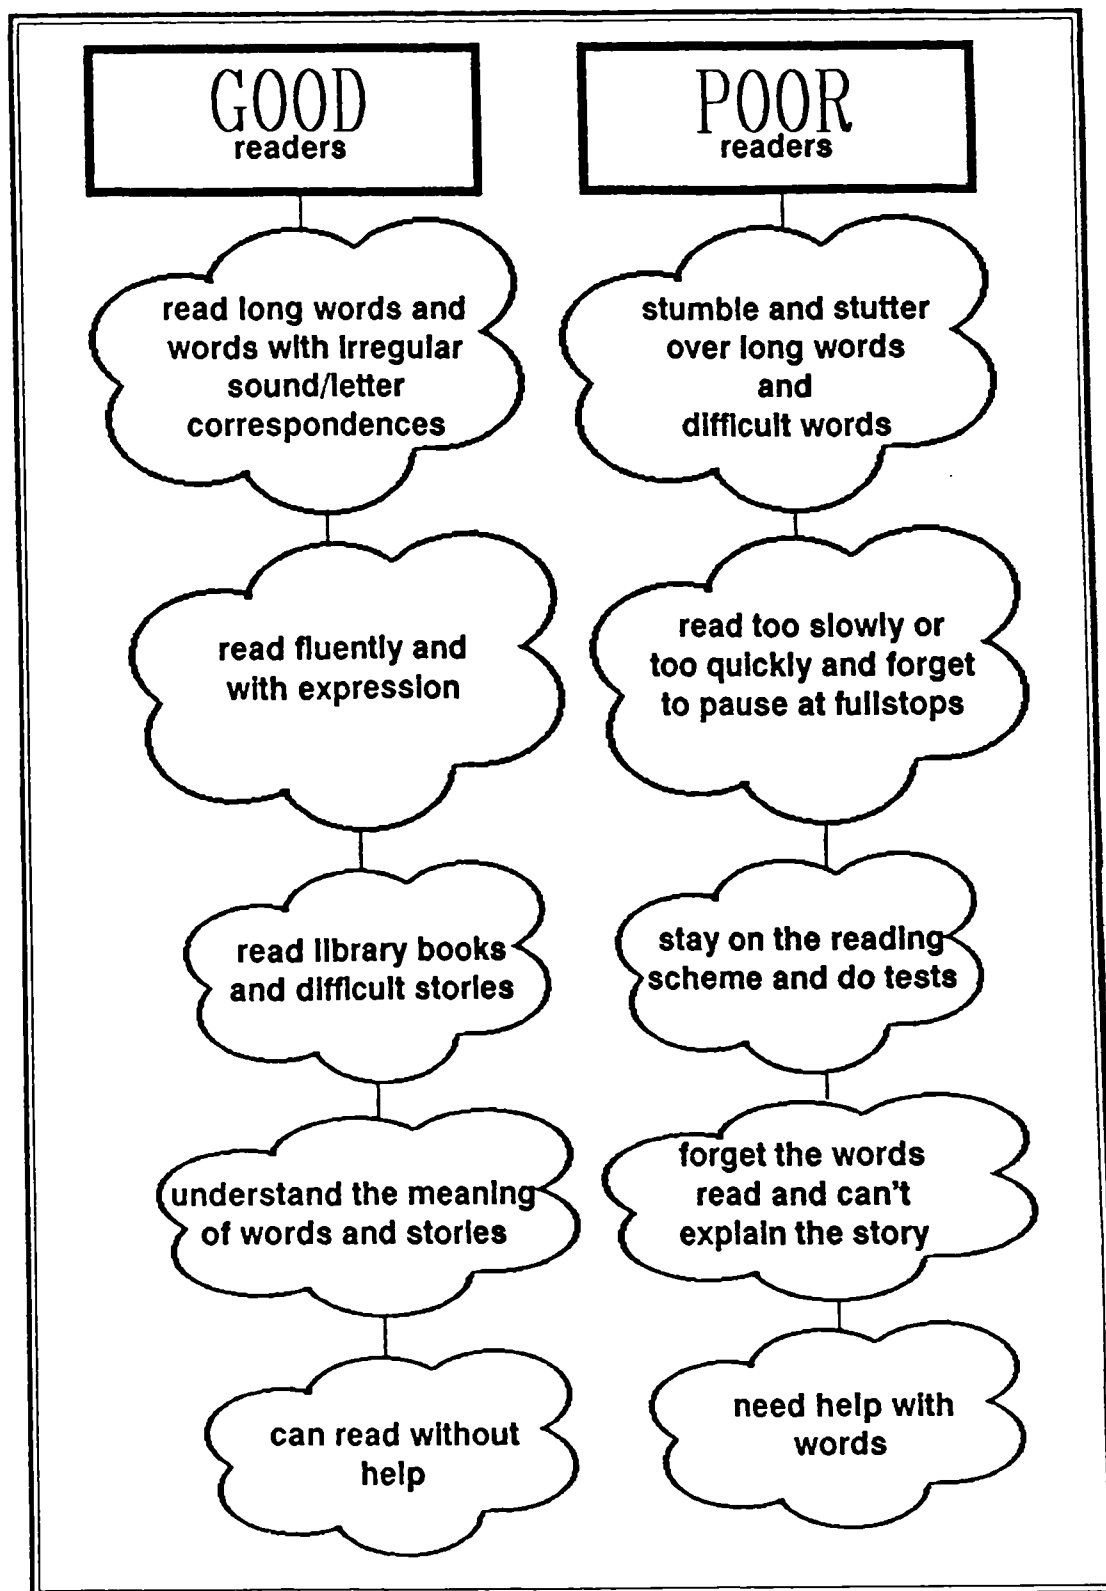 GOOD
readers
read long words and
words with irregular
sound/letter
correspondences
read fluently and
with expression
read library books
and difficult stories
understand the meaning
of words and stories
can read without
help
POOR
readers
stumble and stutter
over long words
and
difficult words
read too slowly or
too quickly and forget
to pause at fullstops
stay on the reading
scheme and do tests
forget the words
read and can't
explain the story
need help with
words